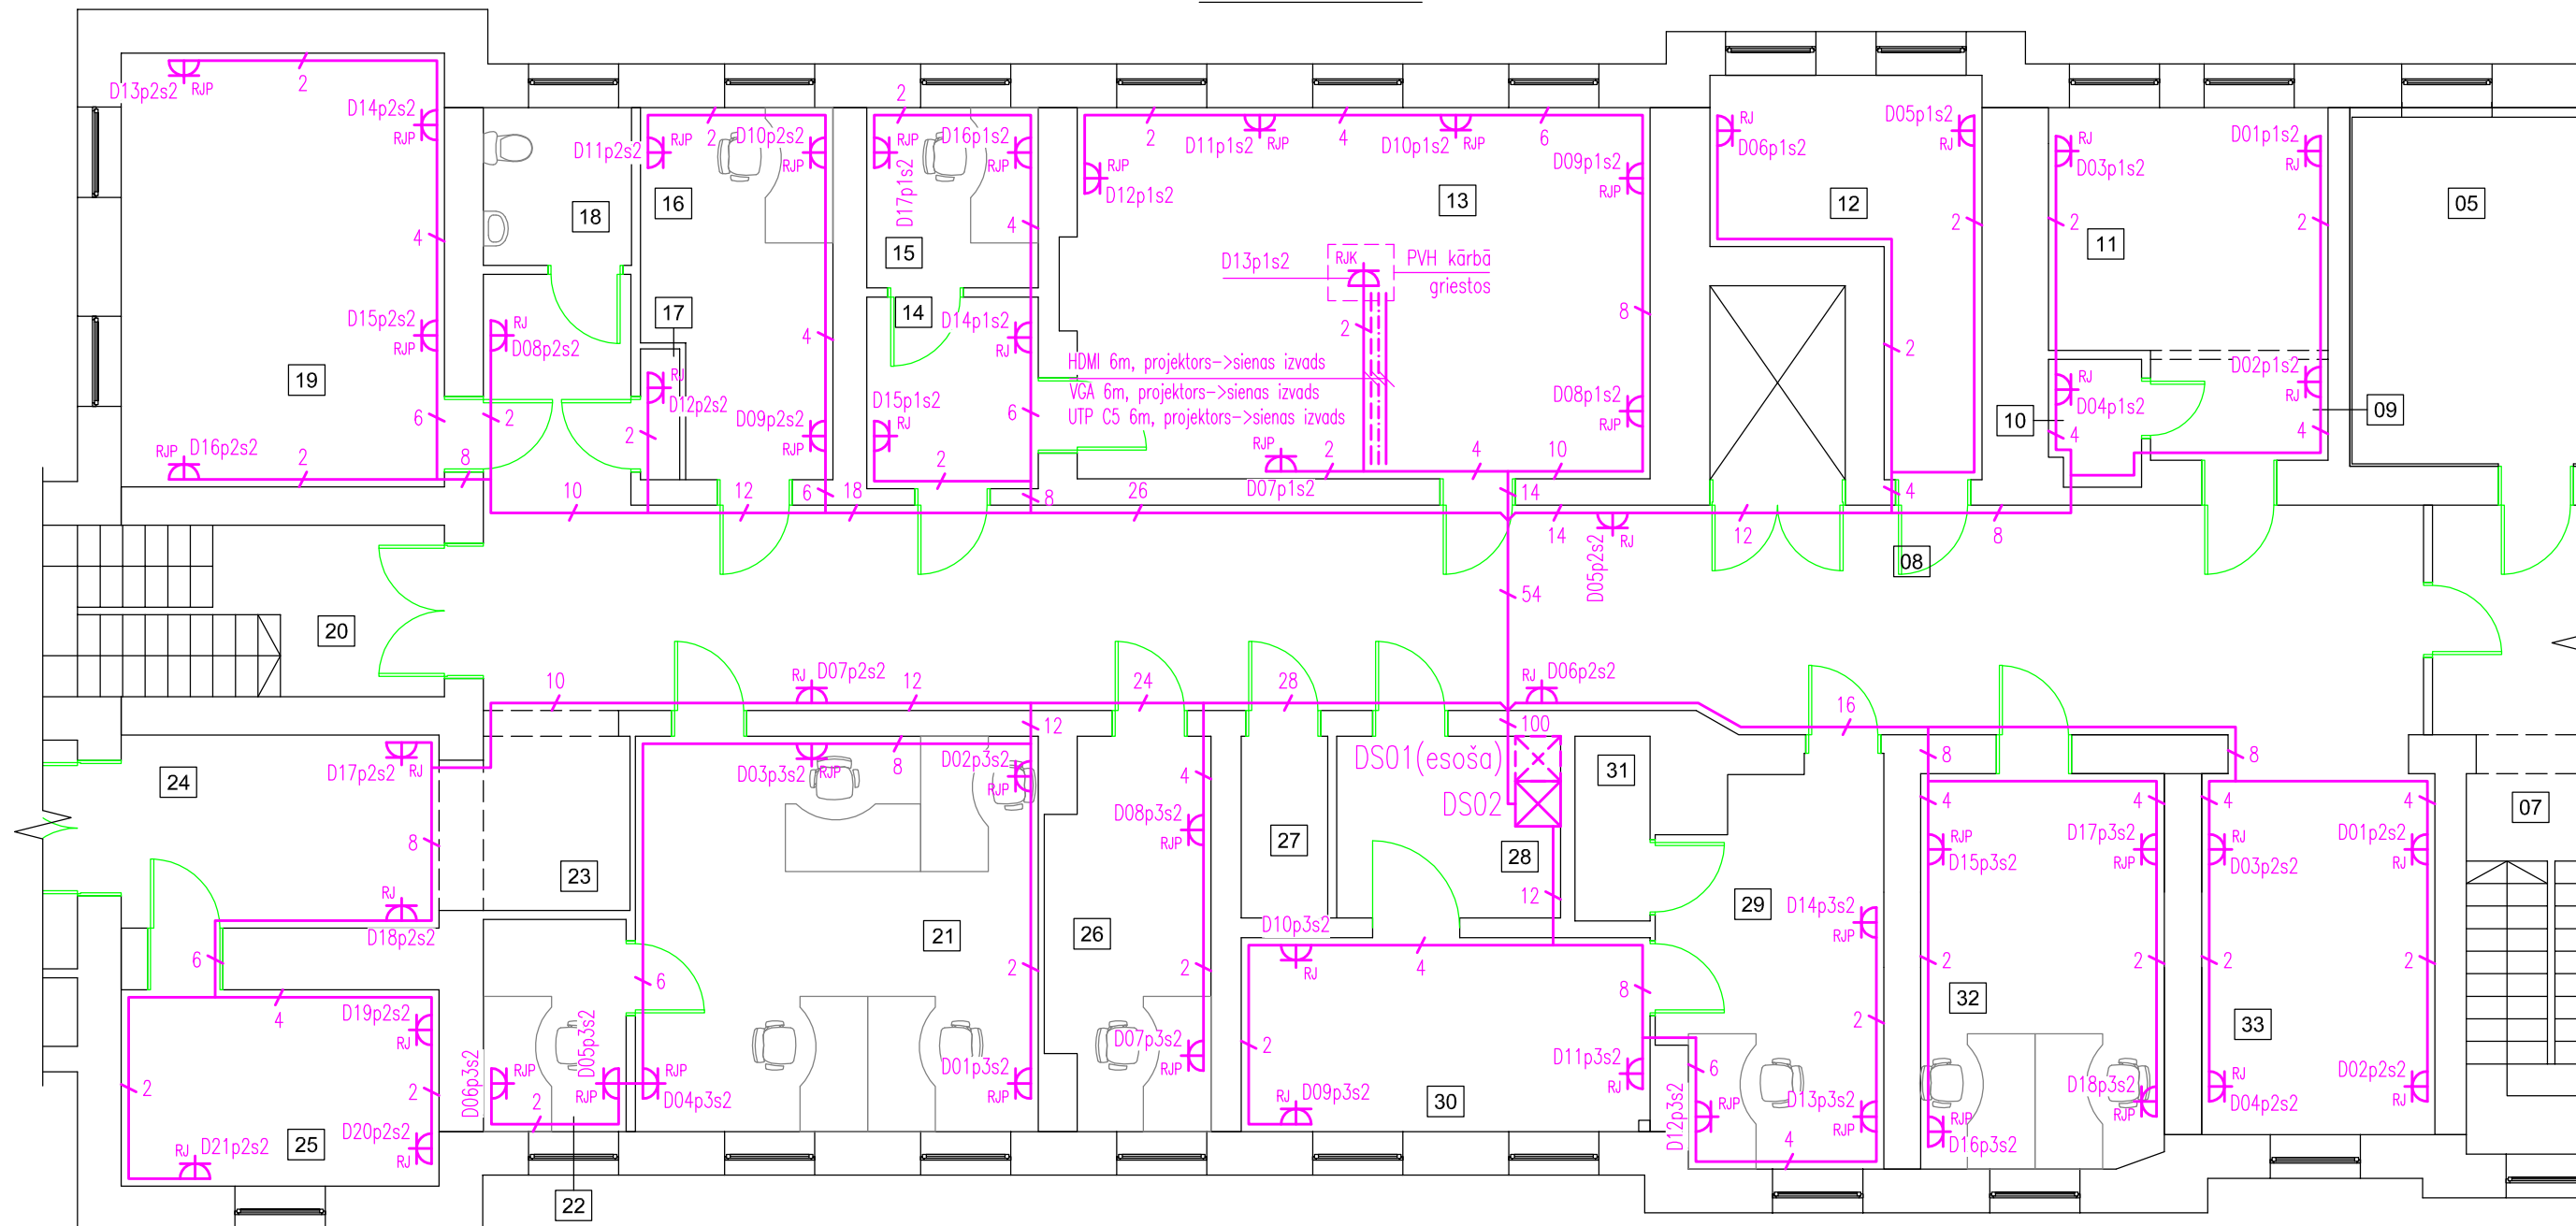 D13p2s2
RJP
2
D14p2s2
RJP
4
19
D15p2s2
RJP
6
RJP
D16p2s2
2
8
18
D11p2s2
RJP
2
D10p2s2
RJP
16
17
RJ
D08p2s2
2
RJ
D12p2s2
2
4
D09p2s2
RJP
10
12
6
18
2
RJP
D17p1s2
D16p1s2
RJP
15
4
14
D14p1s2
RJ
D15p1s2
RJ
6
2
8
26
2
D11p1s2
RJP
4
D10p1s2
RJP
6
D09p1s2
RJP
RJP
D12p1s2
13
D13p1s2
RJK
PVH kārbā
griestos
2
8
HDMI 6m, projektors->sienas izvads
VGA 6m, projektors->sienas izvads
UTP C5 6m, projektors->sienas izvads
D08p1s2
RJP
RJP
D07p1s2
2
4
10
14
14
RJ
D06p1s2
D05p1s2
RJ
12
2
2
4
12
8
08
D05p2s2
RJ
RJ
D03p1s2
D01p1s2
RJ
2
2
11
05
RJ
D04p1s2
D02p1s2
RJ
10
09
4
4
54
20
10
RJ
D07p2s2
12
24
28
RJ
D06p2s2
16
12
100
24
D17p2s2
RJ
8
RJ
D18p2s2
6
23
D03p3s2
RJP
8
D02p3s2
RJP
21
2
6
4
D08p3s2
RJP
26
2
D07p3s2
RJP
27
DS01(esoša)
DS02
28
12
31
29
8
8
4
4
RJP
D15p3s2
D17p3s2
RJP
2
2
32
4
4
RJ
D03p2s2
D01p2s2
RJ
2
2
33
07
D14p3s2
RJP
2
D10p3s2
RJ
4
8
2
D11p3s2
RJ
RJ
D09p3s2
30
6
D12p3s2
RJP
D13p3s2
RJP
4
D18p3s2
RJP
RJP
D16p3s2
RJ
D04p2s2
D02p2s2
RJ
4
D19p2s2
RJ
2
2
D20p2s2
RJ
RJ
D21p2s2
25
D06p3s2
RJP
2
D05p3s2
RJP
RJP
D04p3s2
D01p3s2
RJP
22